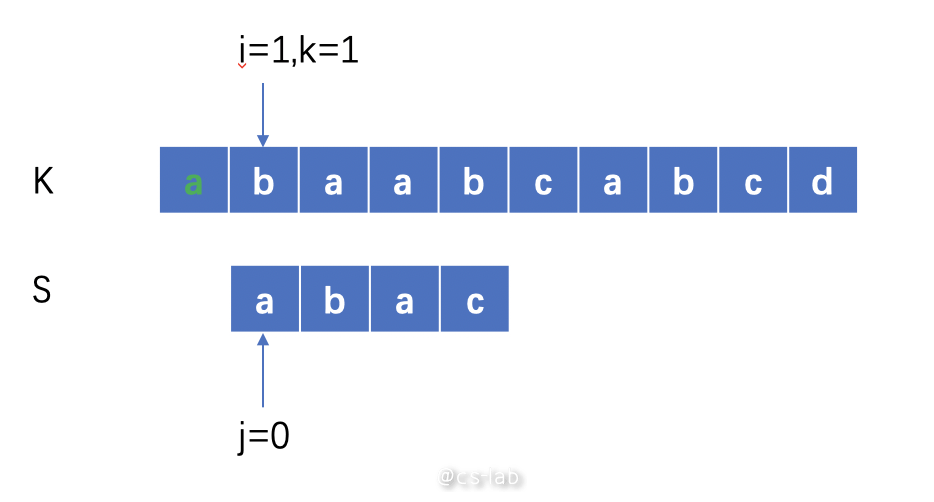 i=1,k=1
K a b a a b c a b c d
S a b a c
j=0
@cs-lab